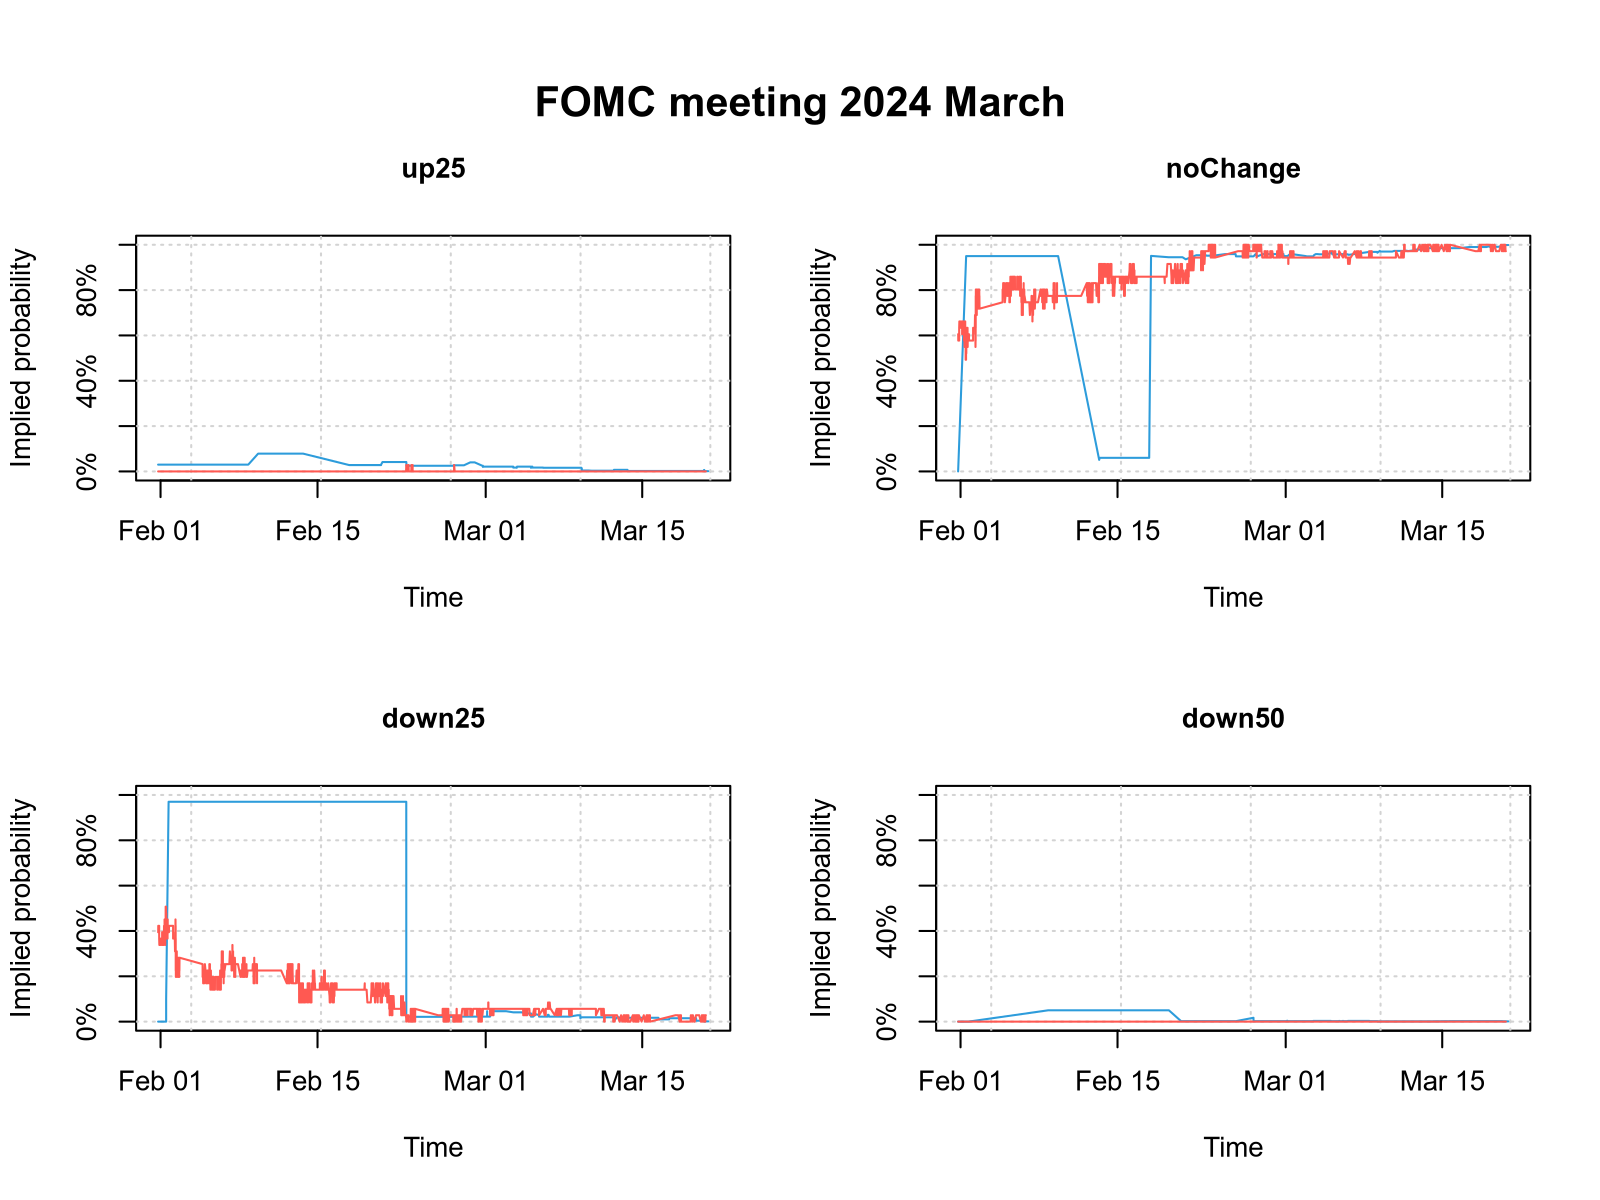 FOMC meeting 2024 March
up25
Implied probability
0% 40% 80%
Feb 01 Feb 15 Mar 01 Mar 15
Time
noChange
Implied probability
0% 40% 80%
Feb 01 Feb 15 Mar 01 Mar 15
Time
down25
Implied probability
0% 40% 80%
Feb 01 Feb 15 Mar 01 Mar 15
Time
down50
Implied probability
0% 40% 80%
Feb 01 Feb 15 Mar 01 Mar 15
Time